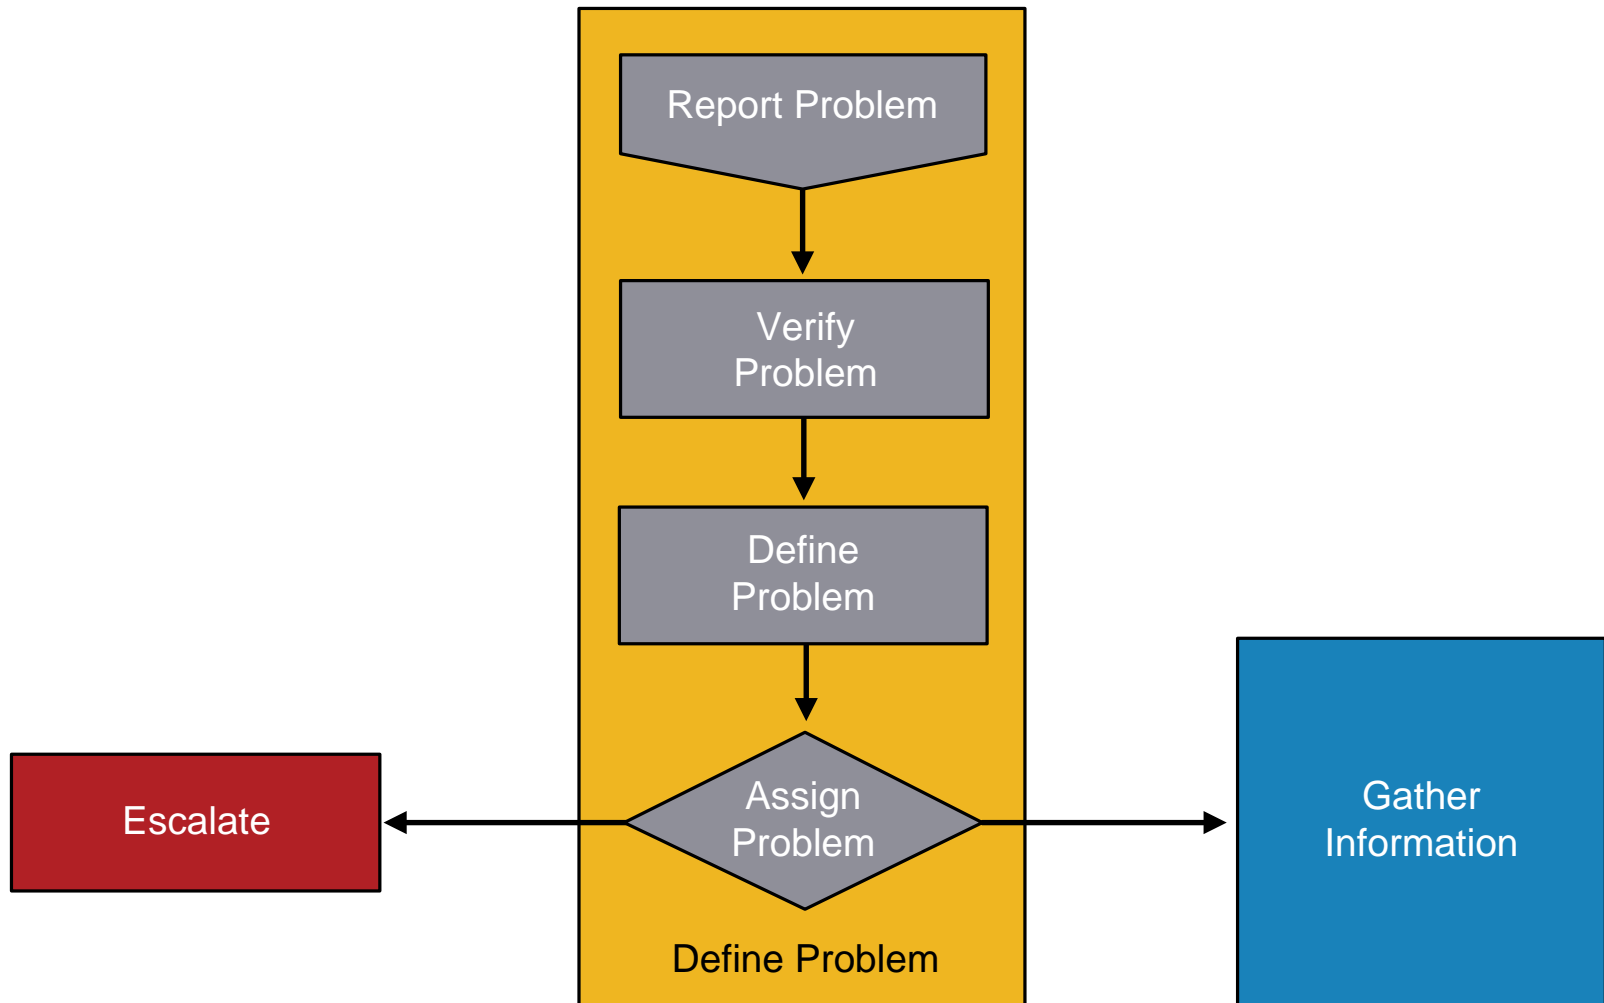 Report Problem
Verify
Problem
Define
Problem
Assign
Problem
Escalate
Gather
Information
Define Problem